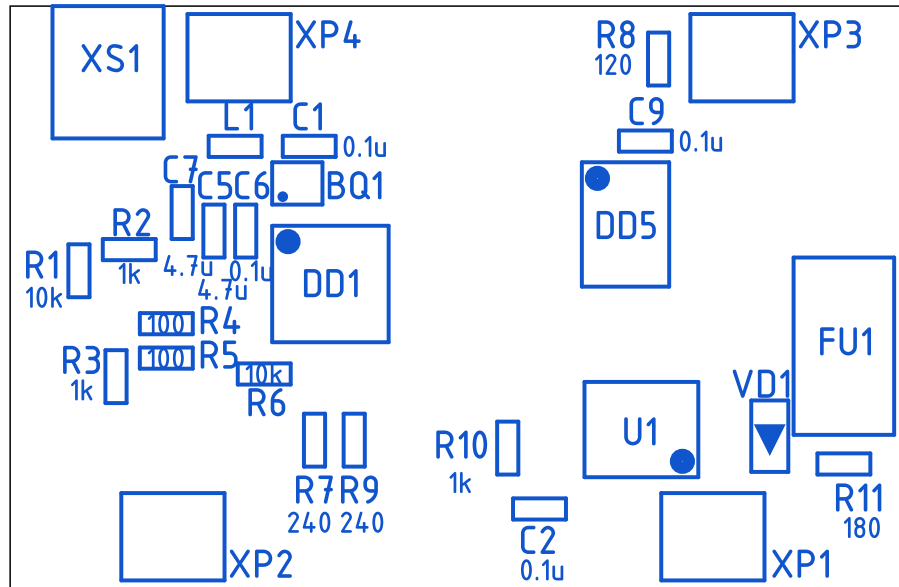 XS1
XP4
R8
120
XP3
L1
C1
0.1u
C9
0.1u
C7
C5
C6
BQ1
R2
1k
4.7u
0.1u
4.7u
R1
10k
DD1
DD5
R4
100
R5
100
R3
1k
10k
R6
FU1
VD1
U1
R10
1k
R7
240
R9
240
R11
180
C2
0.1u
XP2
XP1